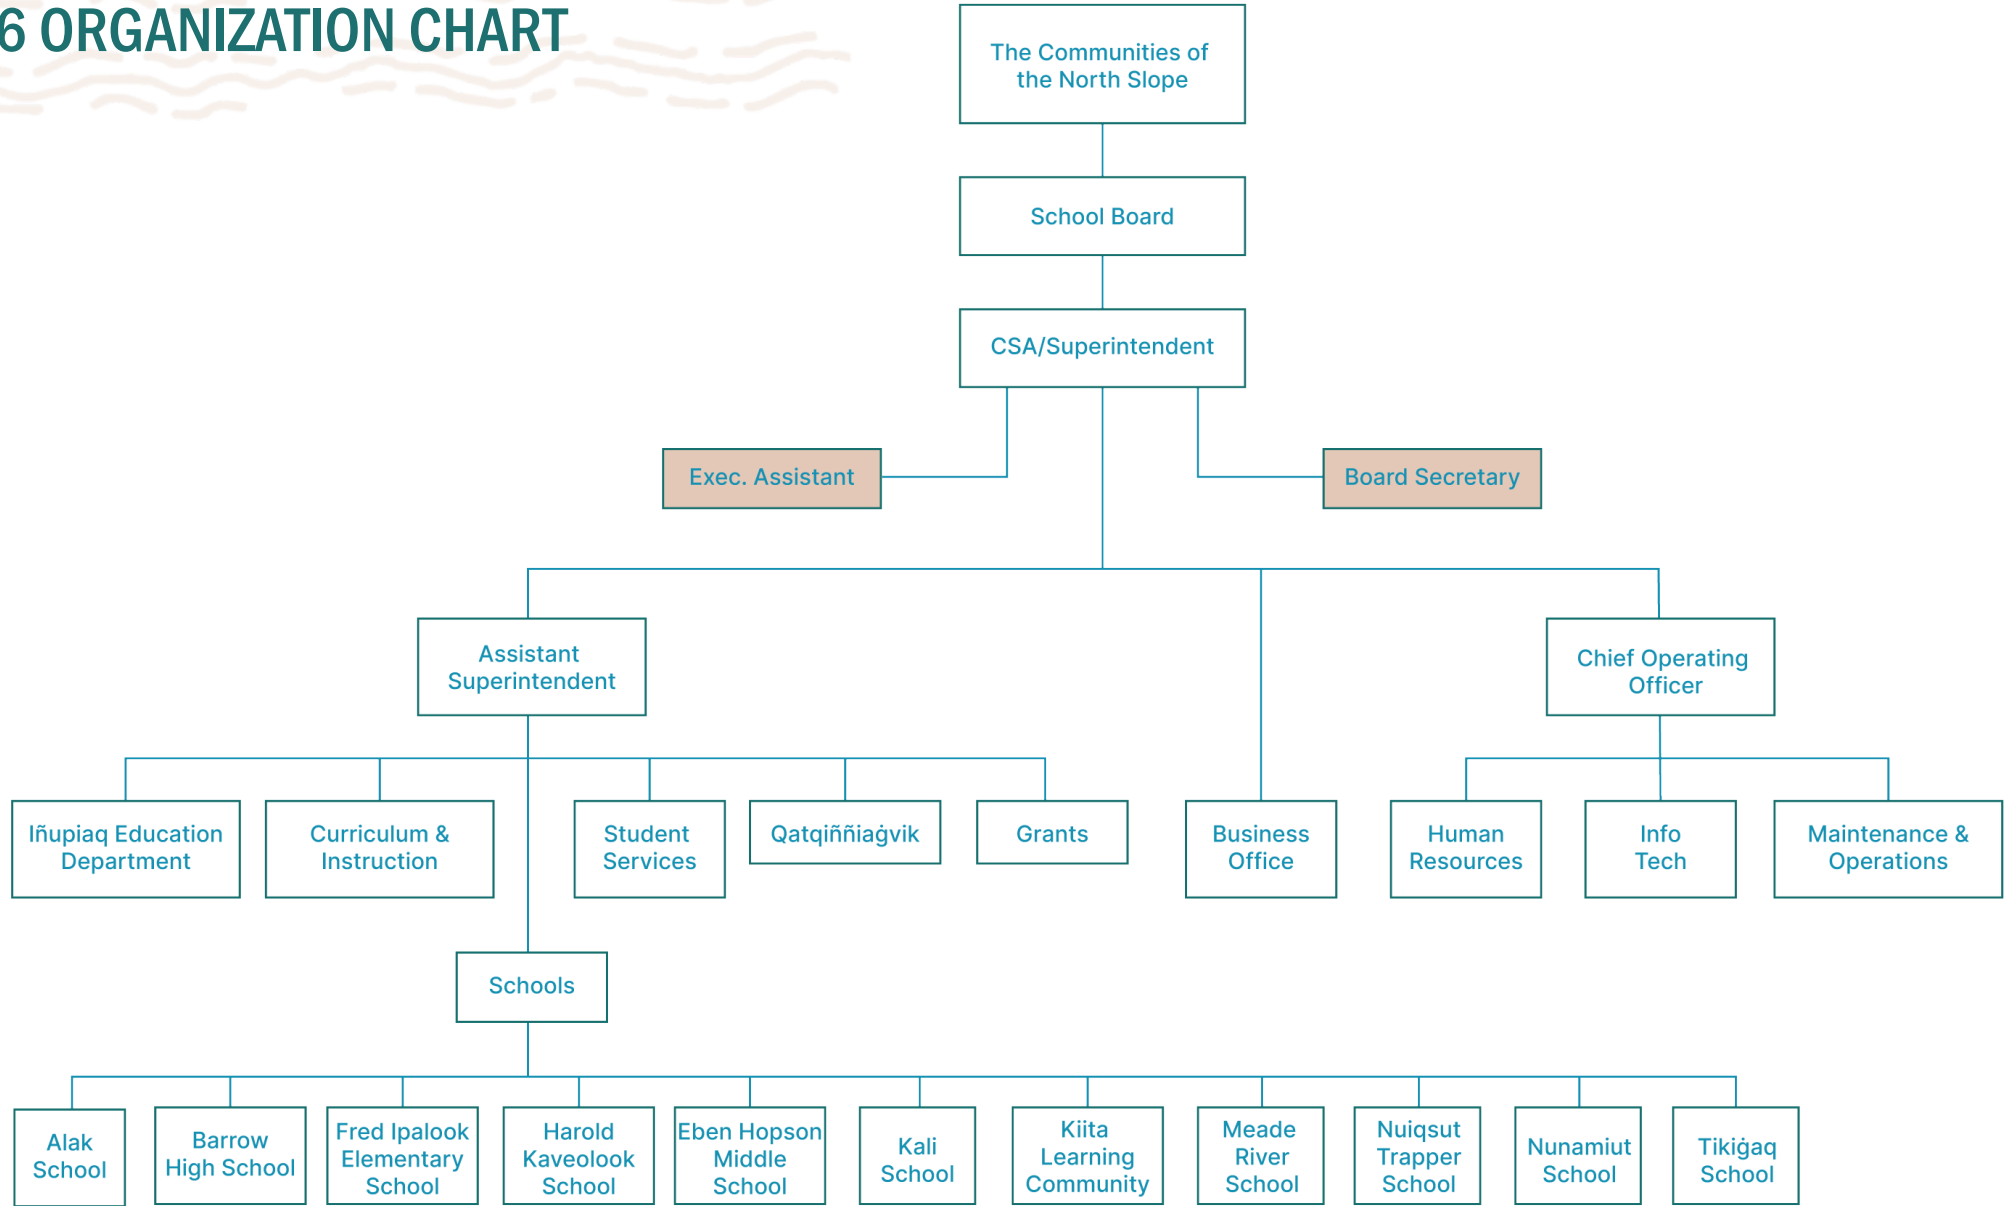 6 ORGANIZATION CHART
The Communities of
the North Slope
School Board
CSA/Superintendent
Exec. Assistant
Board Secretary
Assistant
Superintendent
Chief Operating
Officer
Iñupiaq Education
Department
Curriculum &
Instruction
Student
Services
Qatqiññiaġvik
Grants
Business
Office
Human
Resources
Info
Tech
Maintenance &
Operations
Schools
Alak
School
Barrow
High School
Fred Ipalook
Elementary
School
Harold
Kaveolook
School
Eben Hopson
Middle
School
Kali
School
Kiita
Learning
Community
Meade
River
School
Nuiqsut
Trapper
School
Nunamiut
School
Tikiġaq
School